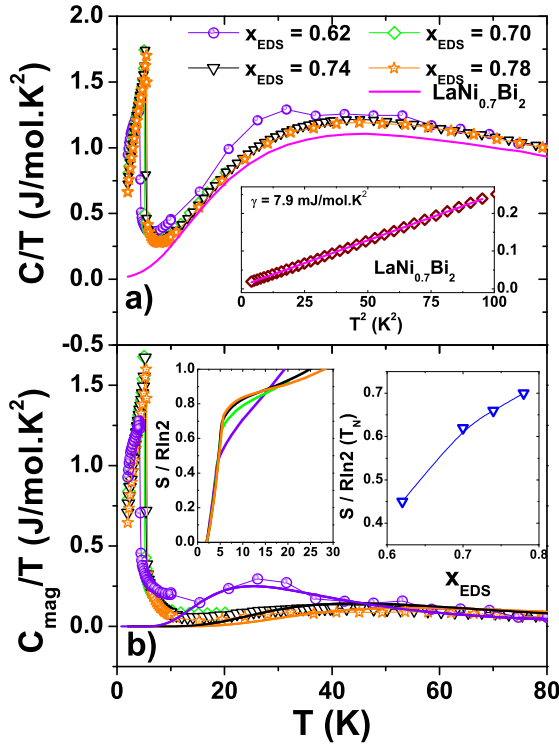 a)
C/T (J/mol.K²)
2.0
1.5
1.0
0.5
0.0
x_EDS = 0.62
x_EDS = 0.70
x_EDS = 0.74
x_EDS = 0.78
LaNi₀.₇Bi₂
γ = 7.9 mJ/mol.K²
LaNi₀.₇Bi₂
0.2
0.1
0.0
0 25 50 75 100
T² (K²)
b)
C_mag/T (J/mol.K²)
-0.5
1.5
1.0
0.5
0.0
S / Rln2
1.0
0.8
0.6
0.4
0.2
0.0
0 5 10 15 20 25 30
S / Rln2 (T_N)
0.7
0.6
0.5
0.4
0.6 0.7 0.8
x_EDS
0 20 40 60 80
T (K)